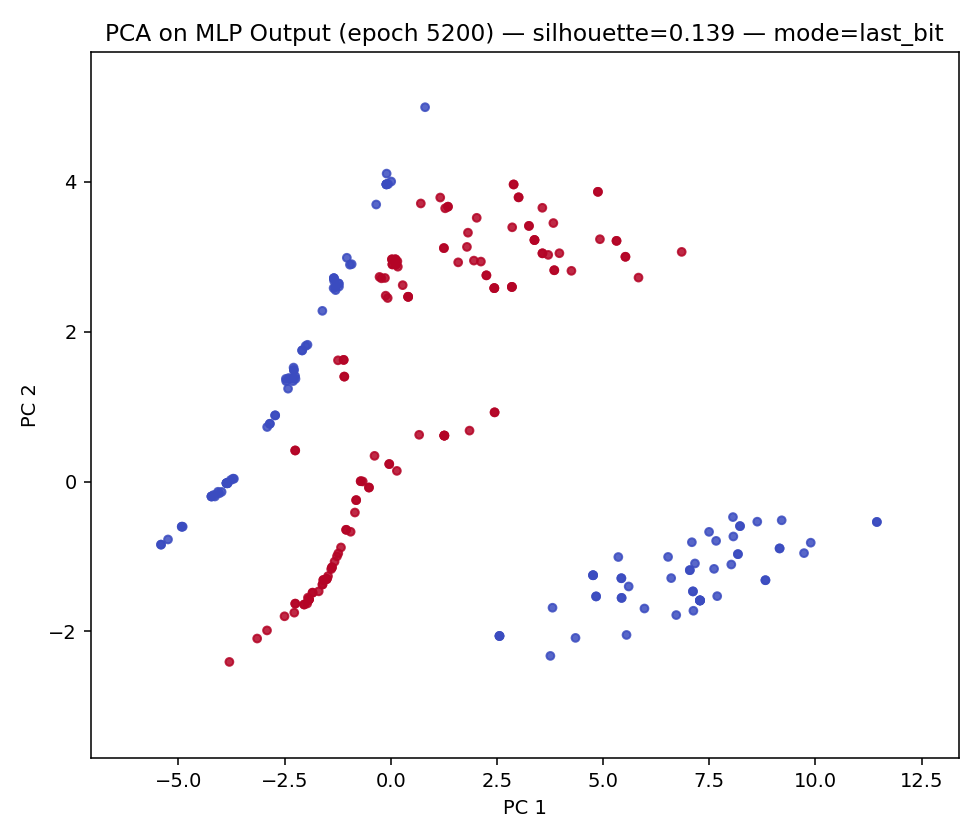 PCA on MLP Output (epoch 5200) — silhouette=0.139 — mode=last_bit
4
2
0
−2
PC 2
−5.0 −2.5 0.0 2.5 5.0 7.5 10.0 12.5
PC 1